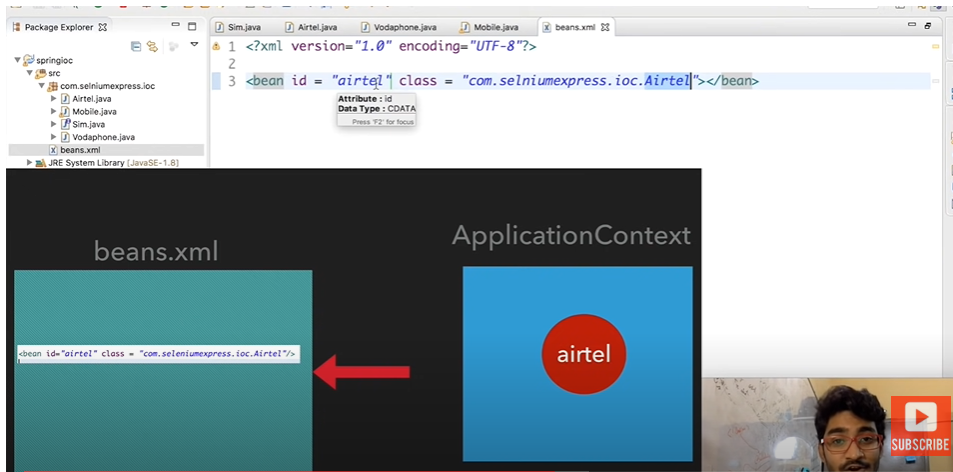 Package Explorer
Sim.java
Airtel.java
Vodaphone.java
Mobile.java
beans.xml
springioc
src
com.selniumexpress.ioc
Airtel.java
Mobile.java
Sim.java
Vodaphone.java
beans.xml
JRE System Library [JavaSE-1.8]
1 <?xml version="1.0" encoding="UTF-8"?>
2
3 <bean id = "airtel" class = "com.selniumexpress.ioc.Airtel"></bean>
Attribute : id
Data Type : CDATA
Press 'F2' for focus
beans.xml
<bean id="airtel" class = "com.seleniumexpress.ioc.Airtel"/>
ApplicationContext
airtel
SUBSCRIBE